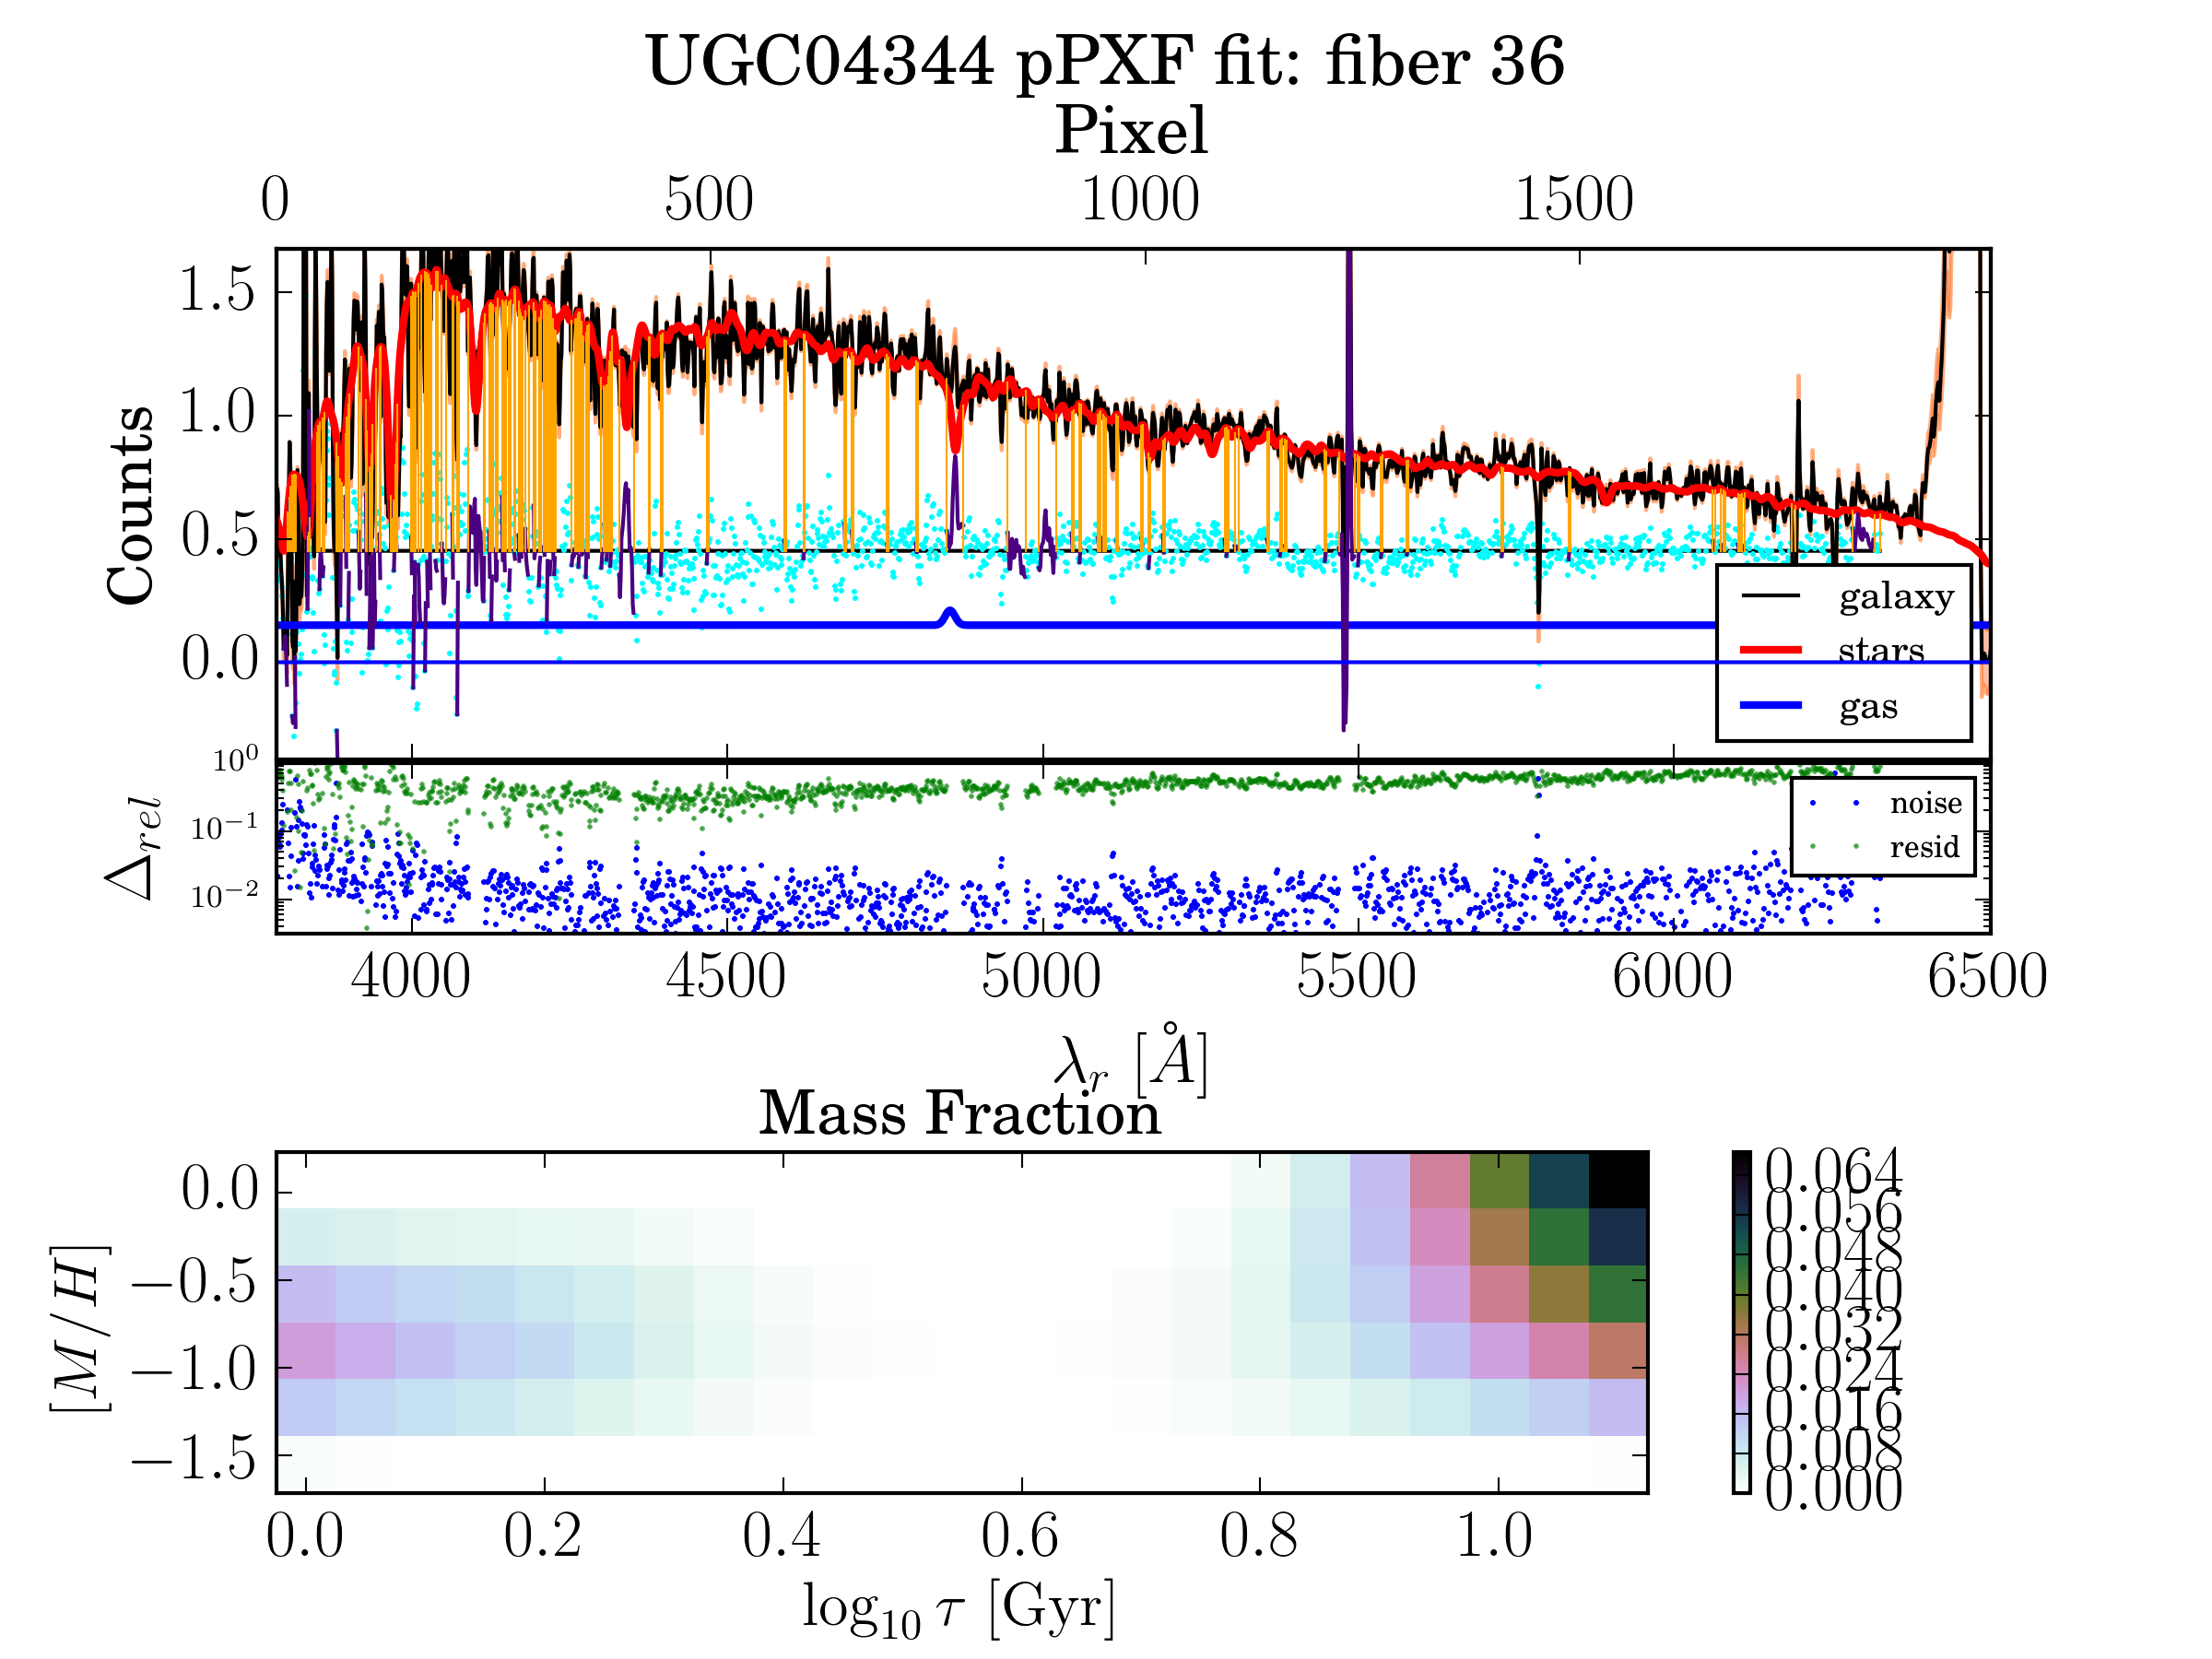 UGC04344 pPXF fit: fiber 36
Pixel
0 500 1000 1500
1.5
1.0
0.5
0.0
Counts
galaxy
stars
gas
10^0
10^{-1}
10^{-2}
Δ_{rel}
noise
resid
4000 4500 5000 5500 6000 6500
λ_r [Å]
Mass Fraction
0.0
−0.5
−1.0
−1.5
[M/H]
0.064
0.056
0.048
0.040
0.032
0.024
0.016
0.008
0.000
0.0 0.2 0.4 0.6 0.8 1.0
log_{10} τ [Gyr]